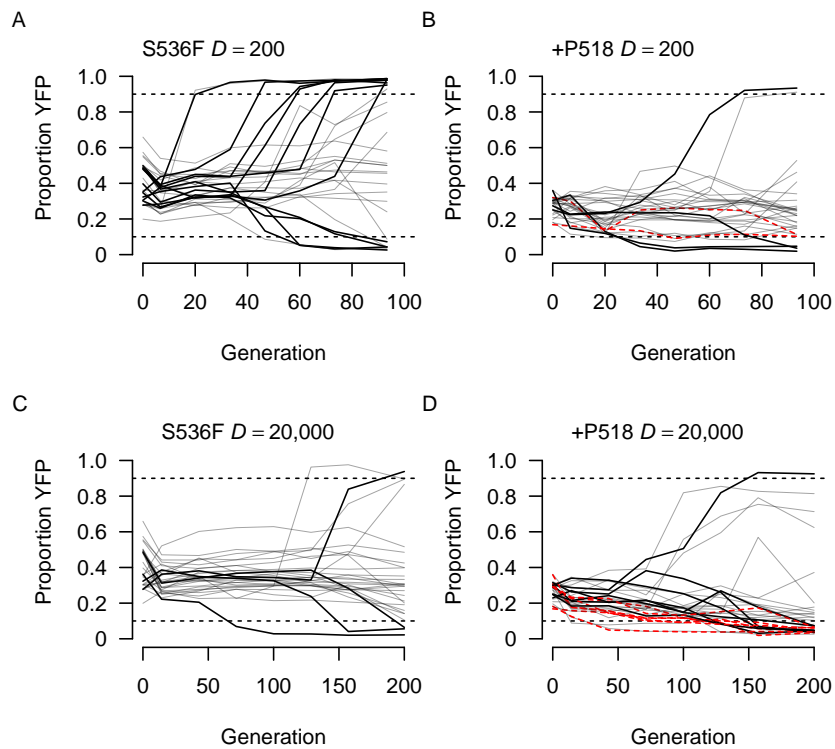 A
S536F D = 200
Proportion YFP
1.0
0.8
0.6
0.4
0.2
0
0 20 40 60 80 100
Generation
B
+P518 D = 200
Proportion YFP
1.0
0.8
0.6
0.4
0.2
0
0 20 40 60 80 100
Generation
C
S536F D = 20,000
Proportion YFP
1.0
0.8
0.6
0.4
0.2
0
0 50 100 150 200
Generation
D
+P518 D = 20,000
Proportion YFP
1.0
0.8
0.6
0.4
0.2
0
0 50 100 150 200
Generation